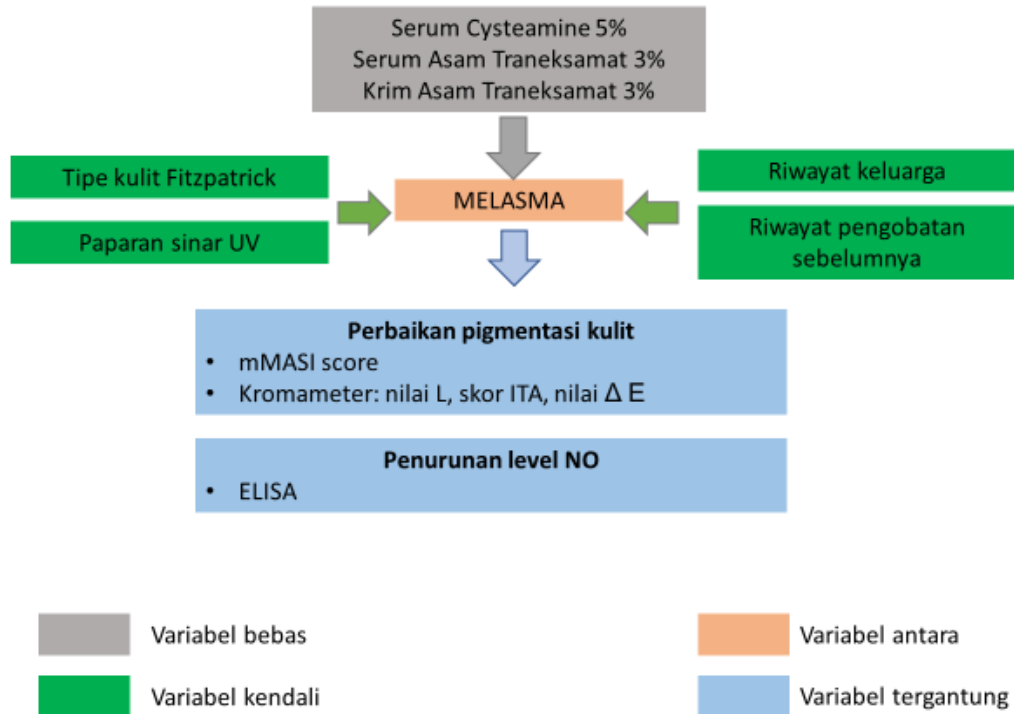 Serum Cysteamine 5%
Serum Asam Traneksamat 3%
Krim Asam Traneksamat 3%
Tipe kulit Fitzpatrick
Paparan sinar UV
MELASMA
Riwayat keluarga
Riwayat pengobatan
sebelumnya
Perbaikan pigmentasi kulit
• mMASI score
• Kromameter: nilai L, skor ITA, nilai Δ E
Penurunan level NO
• ELISA
Variabel bebas
Variabel antara
Variabel kendali
Variabel tergantung